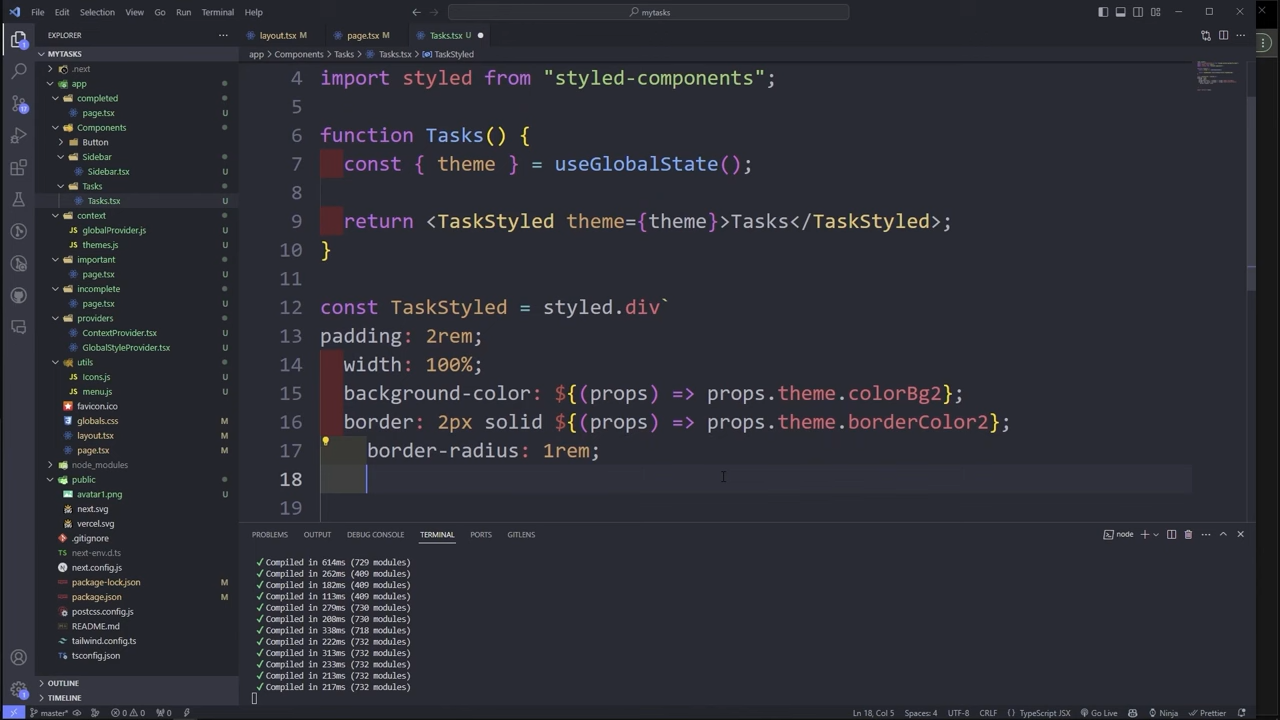 File Edit Selection View Go Run Terminal Help
mytasks
EXPLORER
MYTASKS
.next
app
completed
page.tsx U
Components
Button
Sidebar
Sidebar.tsx U
Tasks
Tasks.tsx U
context
globalProvider.js U
themes.js U
important
page.tsx U
incomplete
page.tsx U
providers
ContextProvider.tsx U
GlobalStyleProvider.tsx U
utils
Icons.js U
menu.js U
favicon.ico U
globals.css U
layout.tsx U
page.tsx U
node_modules
public
avatar1.png U
next.svg U
vercel.svg U
.gitignore U
next-env.d.ts
next.config.js U
package-lock.json M
package.json M
postcss.config.js U
README.md U
tailwind.config.ts U
tsconfig.json U
OUTLINE
TIMELINE
17
1
1
layout.tsx U
page.tsx U
Tasks.tsx U
app > Components > Tasks > Tasks.tsx > TaskStyled
4 import styled from "styled-components";
5
6 function Tasks() {
7 const { theme } = useGlobalState();
8
9 return <TaskStyled theme={theme}>Tasks</TaskStyled>;
10 }
11
12 const TaskStyled = styled.div`
13 padding: 2rem;
14 width: 100%;
15 background-color: ${(props) => props.theme.colorBg2};
16 border: 2px solid ${(props) => props.theme.borderColor2};
17 border-radius: 1rem;
18
19
PROBLEMS OUTPUT DEBUG CONSOLE TERMINAL PORTS GITLENS
node
✓ Compiled in 614ms (729 modules)
✓ Compiled in 262ms (409 modules)
✓ Compiled in 182ms (409 modules)
✓ Compiled in 113ms (409 modules)
✓ Compiled in 279ms (730 modules)
✓ Compiled in 208ms (730 modules)
✓ Compiled in 338ms (718 modules)
✓ Compiled in 222ms (732 modules)
✓ Compiled in 313ms (732 modules)
✓ Compiled in 233ms (732 modules)
✓ Compiled in 213ms (732 modules)
✓ Compiled in 217ms (732 modules)
master* 0 0 0 Ln 18, Col 5 Spaces: 4 UTF-8 CRLF TypeScript JSX Go Live Ninja Prettier